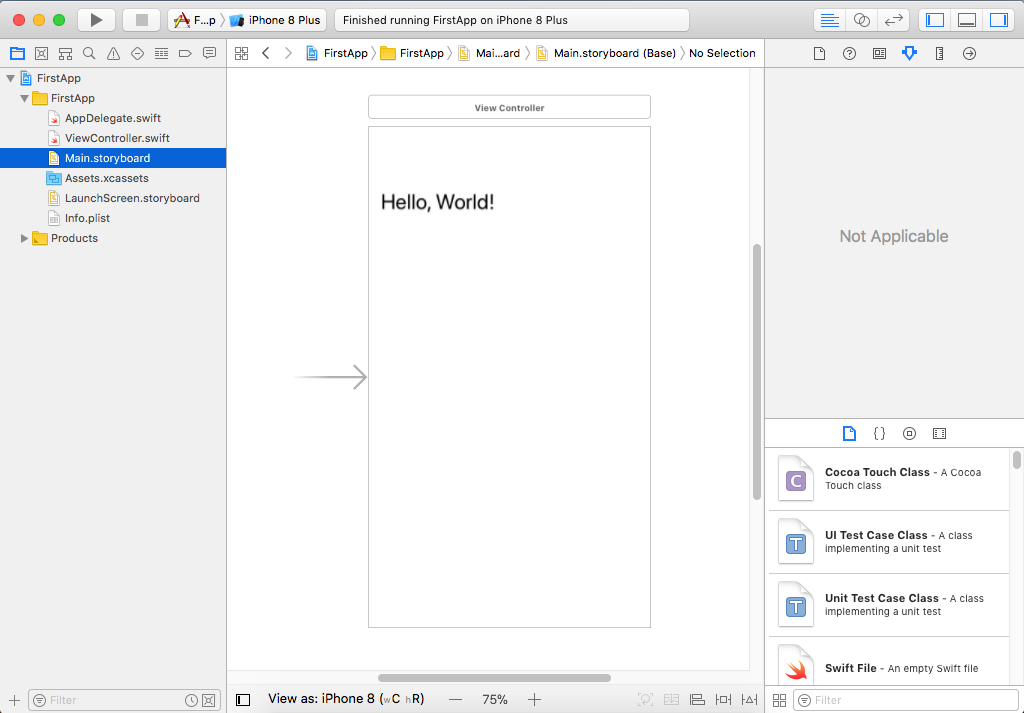 F...p 〉 iPhone 8 Plus
Finished running FirstApp on iPhone 8 Plus
FirstApp 〉 FirstApp 〉 Mai...ard 〉 Main.storyboard (Base) 〉 No Selection
FirstApp
FirstApp
AppDelegate.swift
ViewController.swift
Main.storyboard
Assets.xcassets
LaunchScreen.storyboard
Info.plist
Products
Filter
View Controller
Hello, World!
View as: iPhone 8 (wC hR)
75%
Not Applicable
{}
C
Cocoa Touch Class - A Cocoa
Touch class
T
UI Test Case Class - A class
implementing a unit test
T
Unit Test Case Class - A class
implementing a unit test
Swift File - An empty Swift file
Filter